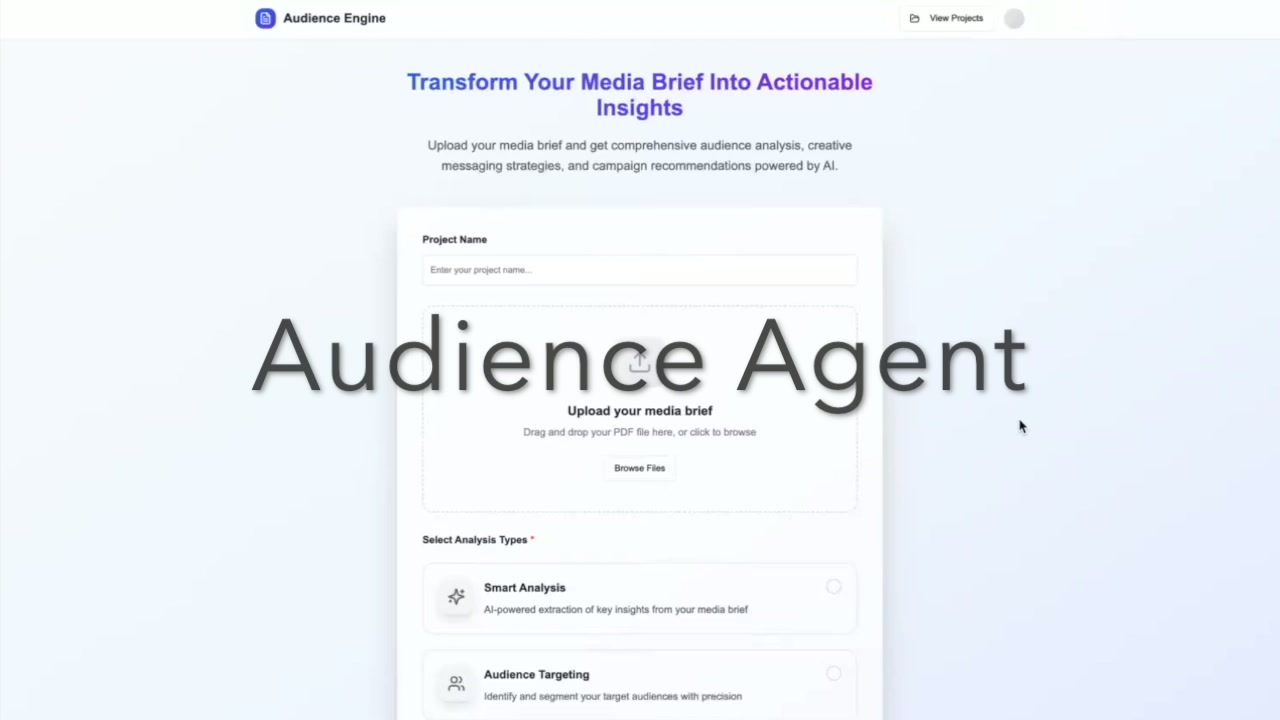 Audience Engine
View Projects
Transform Your Media Brief Into Actionable
Insights
Upload your media brief and get comprehensive audience analysis, creative
messaging strategies, and campaign recommendations powered by AI.
Project Name
Enter your project name...
Audience Agent
Upload your media brief
Drag and drop your PDF file here, or click to browse
Browse Files
Select Analysis Types *
Smart Analysis
AI-powered extraction of key insights from your media brief
Audience Targeting
Identify and segment your target audiences with precision